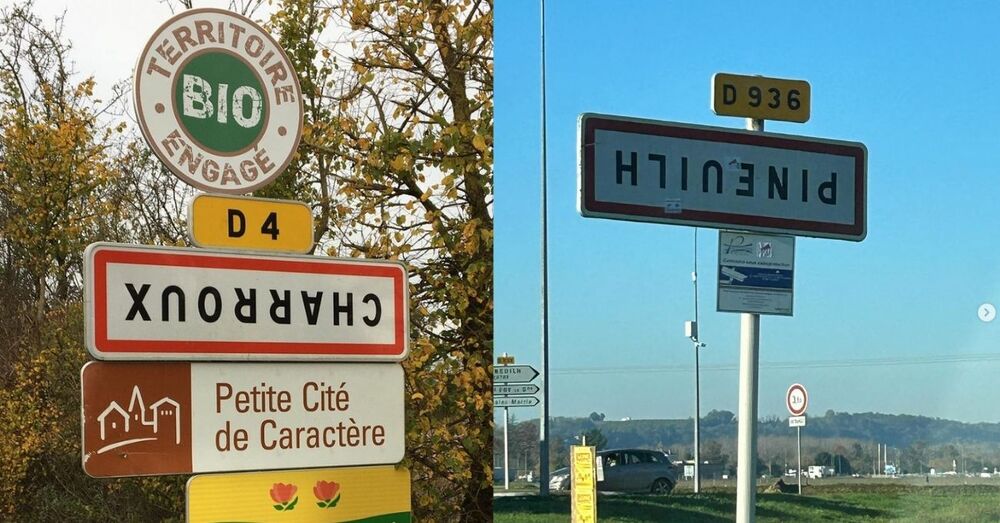 TERRITOIRE
BIO
ENGAGÉ
D 4
CHARROUX
Petite Cité
de Caractère
D 936
PINEUILH